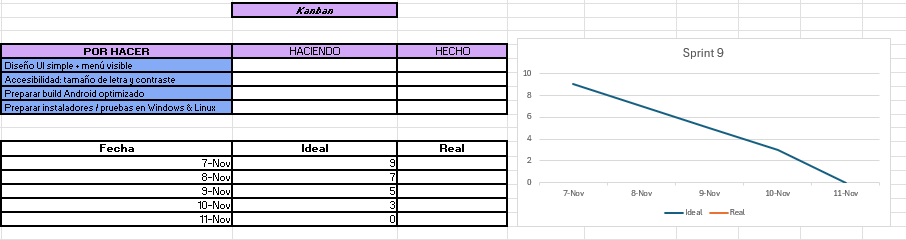 Kanban
POR HACER HACIENDO HECHO
Diseño UI simple + menú visible
Accesibilidad: tamaño de letra y contraste
Preparar build Android optimizado
Preparar instaladores / pruebas en Windows & Linux
Fecha Ideal Real
7-Nov 9
8-Nov 7
9-Nov 5
10-Nov 3
11-Nov 0
Sprint 9
10
8
6
4
2
0
7-Nov 8-Nov 9-Nov 10-Nov 11-Nov
Ideal Real